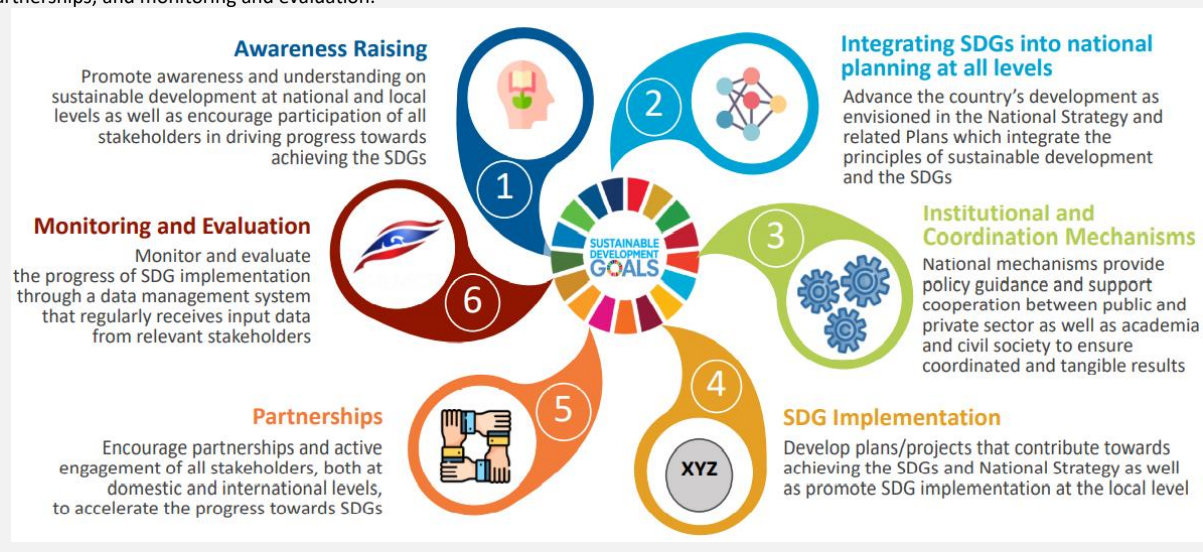 artnerships, and monitoring and evaluation.
Awareness Raising
Promote awareness and understanding on
sustainable development at national and local
levels as well as encourage participation of all
stakeholders in driving progress towards
achieving the SDGs
1
2
Integrating SDGs into national
planning at all levels
Advance the country's development as
envisioned in the National Strategy and
related Plans which integrate the
principles of sustainable development
and the SDGs
3
Institutional and
Coordination Mechanisms
National mechanisms provide
policy guidance and support
cooperation between public and
private sector as well as academia
and civil society to ensure
coordinated and tangible results
4
XYZ
SDG Implementation
Develop plans/projects that contribute towards
achieving the SDGs and National Strategy as well
as promote SDG implementation at the local level
5
Partnerships
Encourage partnerships and active
engagement of all stakeholders, both at
domestic and international levels,
to accelerate the progress towards SDGs
6
Monitoring and Evaluation
Monitor and evaluate
the progress of SDG implementation
through a data management system
that regularly receives input data
from relevant stakeholders
SUSTAINABLE
DEVELOPMENT
GOALS